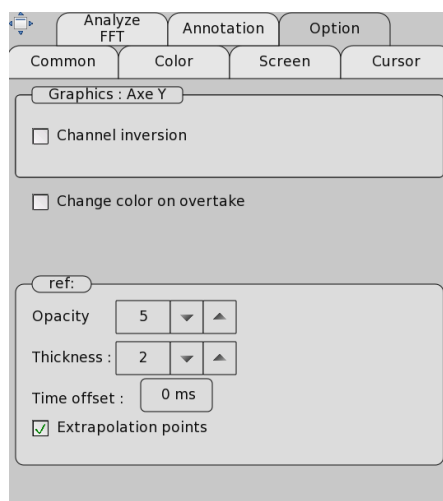 Analyze
FFT
Annotation
Option
Common
Color
Screen
Cursor
Graphics : Axe Y
Channel inversion
Change color on overtake
ref:
Opacity 5
Thickness : 2
Time offset : 0 ms
Extrapolation points